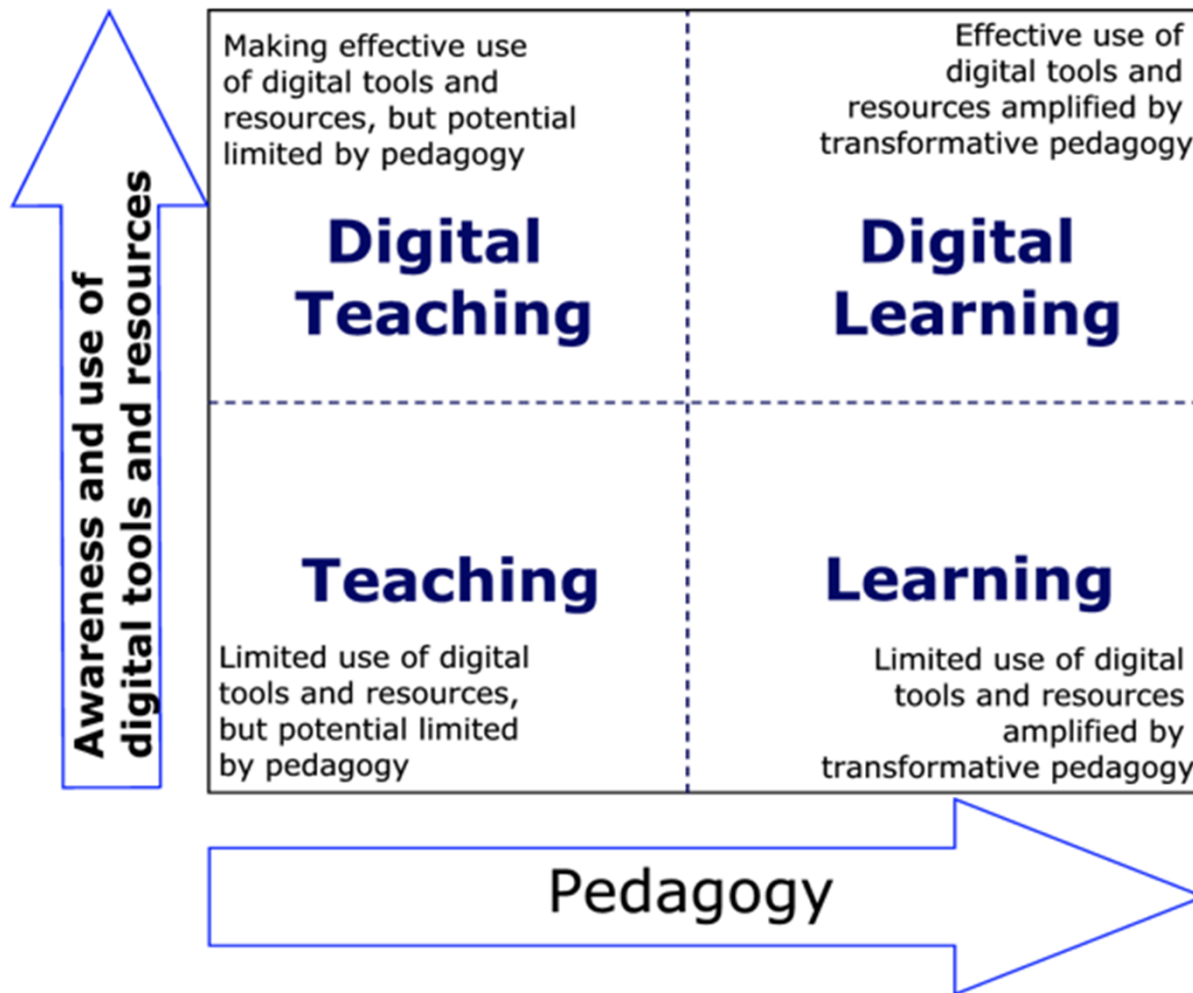 Making effective use
of digital tools and
resources, but potential
limited by pedagogy
Effective use of
digital tools and
resources amplified by
transformative pedagogy
Digital
Teaching
Digital
Learning
Awareness and use of
digital tools and resources
Teaching
Learning
Limited use of digital
tools and resources,
but potential limited
by pedagogy
Limited use of digital
tools and resources
amplified by
transformative pedagogy
Pedagogy